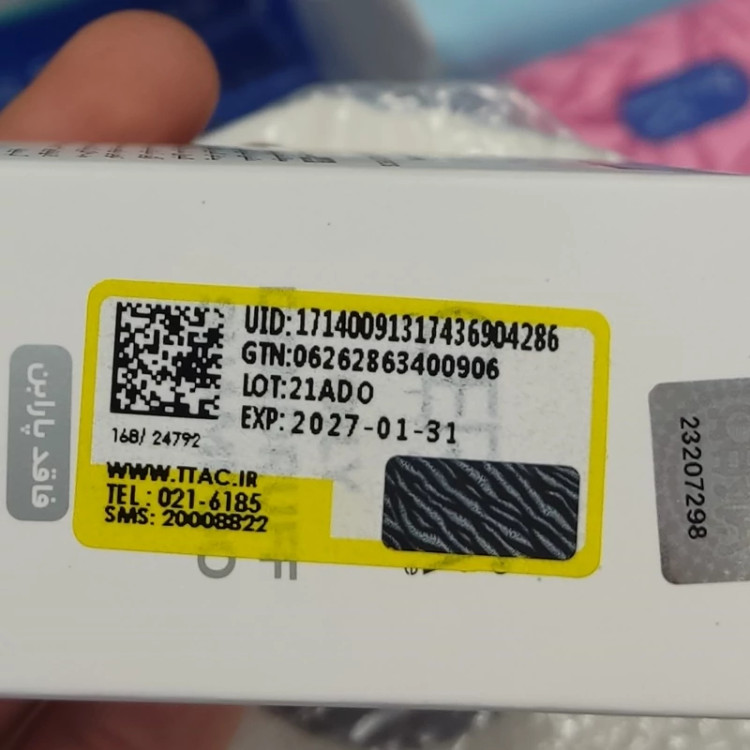 UID:17140091317436904286
GTN:06262863400906
LOT:21ADO
EXP: 2027-01-31
168/ 24792
WWW.TTAC.IR
TEL : 021-6185
SMS: 20008822
فاقد پارابن
23207298